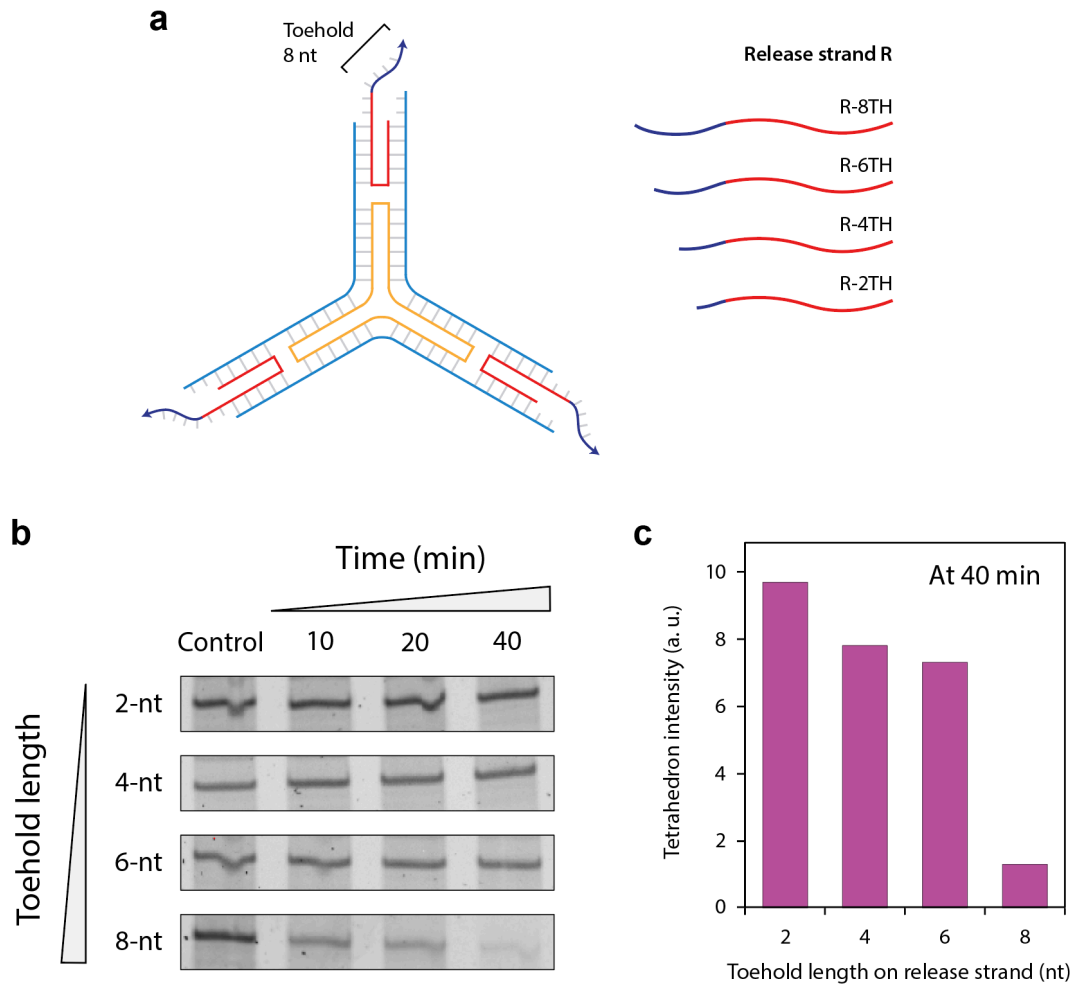 a
Toehold
8 nt
Release strand R
R-8TH
R-6TH
R-4TH
R-2TH
b
Time (min)
Control 10 20 40
Toehold length
2-nt
4-nt
6-nt
8-nt
c
At 40 min
Tetrahedron intensity (a. u.)
10
8
6
4
2
0
2 4 6 8
Toehold length on release strand (nt)